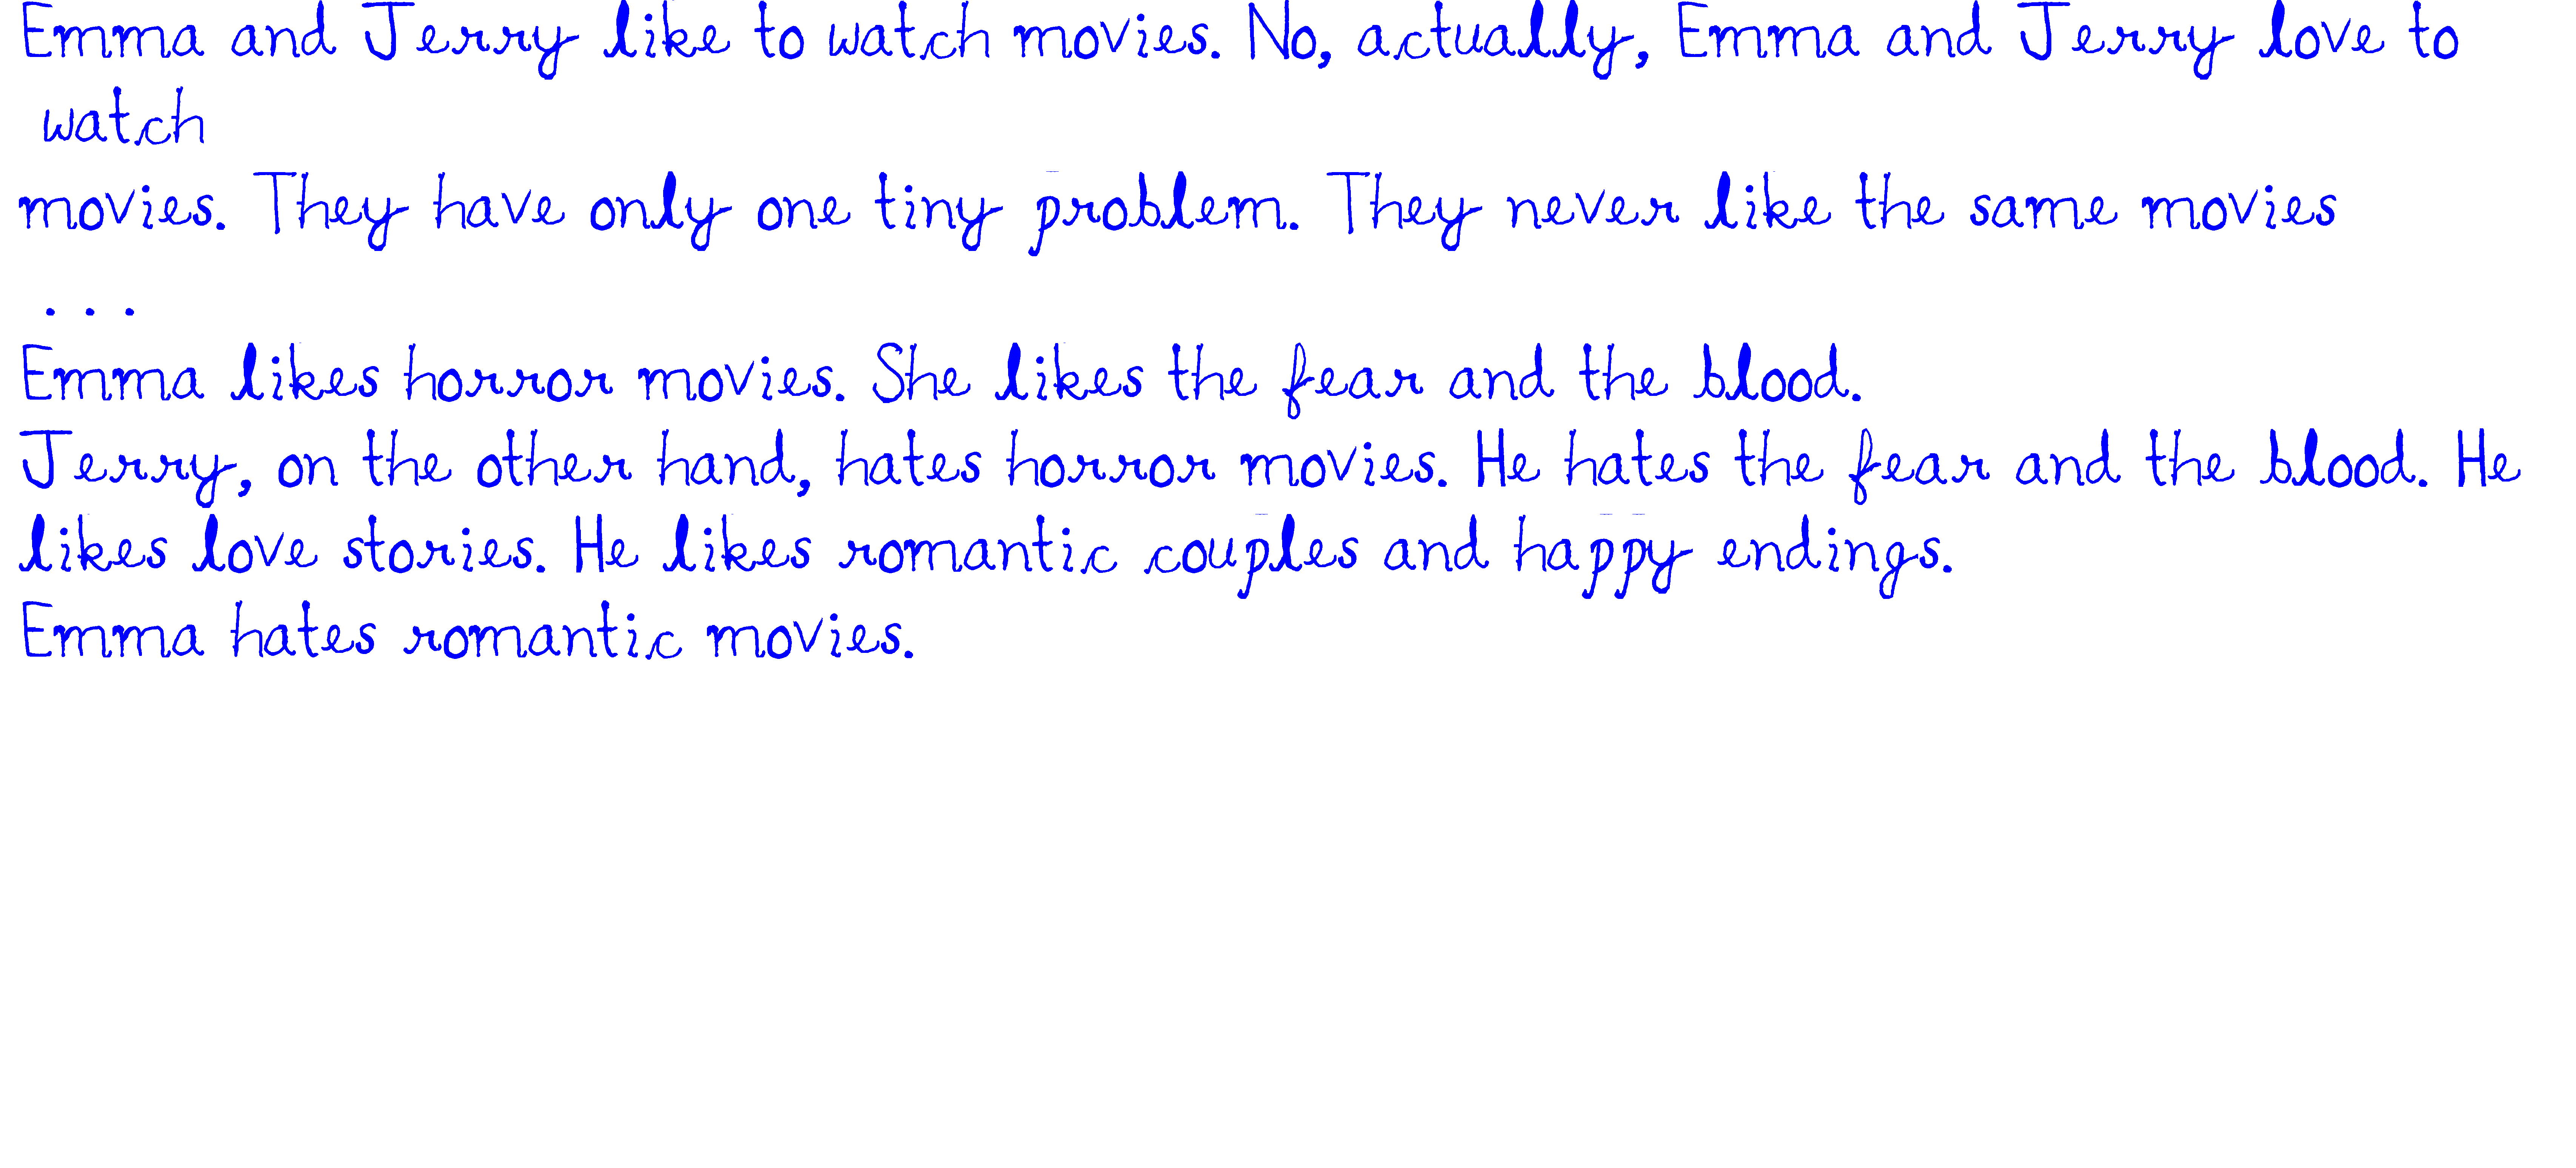 Emma and Jerry like to watch movies. No, actually, Emma and Jerry love to
watch
movies. They have only one tiny problem. They never like the same movies
...
Emma likes horror movies. She likes the fear and the blood.
Jerry, on the other hand, hates horror movies. He hates the fear and the blood. He
likes love stories. He likes romantic couples and happy endings.
Emma hates romantic movies.